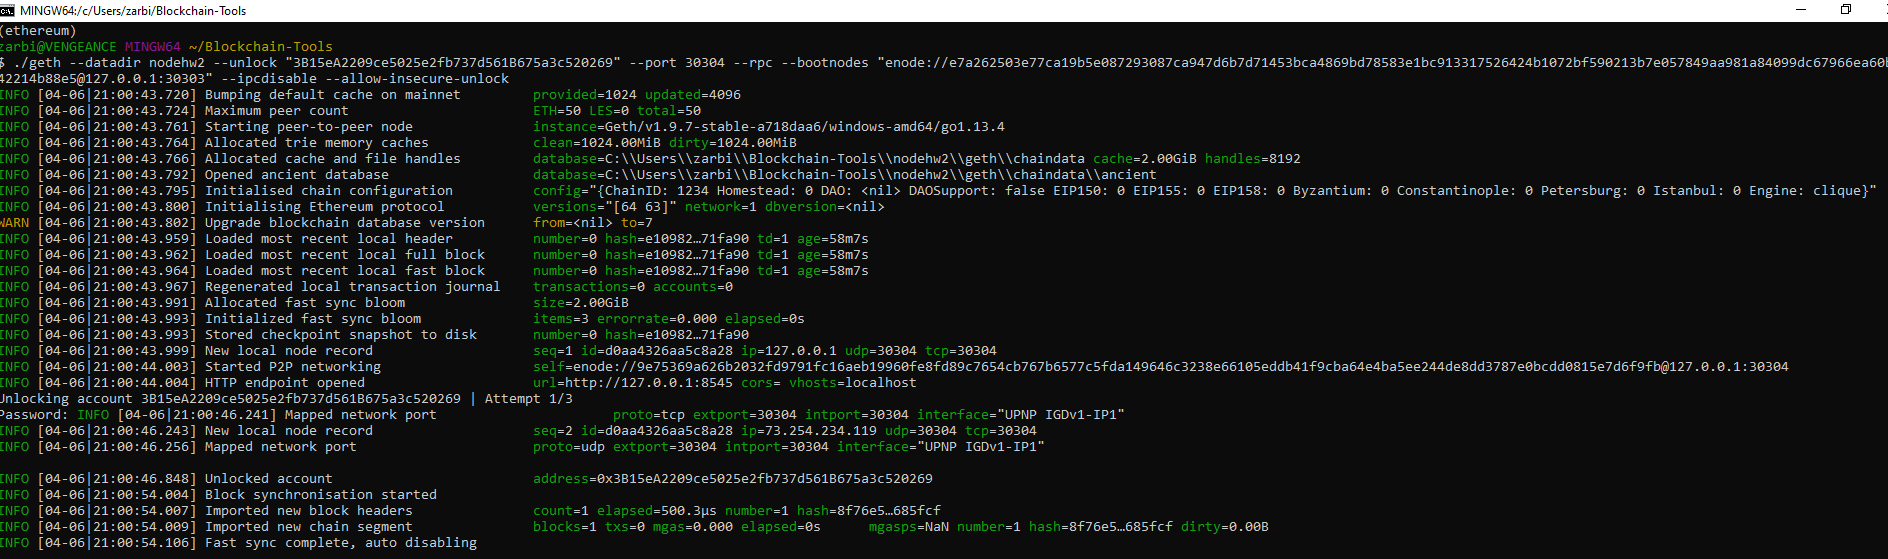 MINGW64:/c/Users/zarbi/Blockchain-Tools
(ethereum)
zarbi@VENGEANCE MINGW64 ~/Blockchain-Tools
$ ./geth --datadir nodehw2 --unlock "3B15eA2209ce5025e2fb737d561B675a3c520269" --port 30304 --rpc --bootnodes "enode://e7a262503e77ca19b5e087293087ca947d6b7d71453bca4869bd78583e1bc913317526424b1072bf590213b7e057849aa981a84099dc67966ea60b
42214b88e5@127.0.0.1:30303" --ipcdisable --allow-insecure-unlock
INFO [04-06|21:00:43.720] Bumping default cache on mainnet provided=1024 updated=4096
INFO [04-06|21:00:43.724] Maximum peer count ETH=50 LES=0 total=50
INFO [04-06|21:00:43.761] Starting peer-to-peer node instance=Geth/v1.9.7-stable-a718daa6/windows-amd64/go1.13.4
INFO [04-06|21:00:43.764] Allocated trie memory caches clean=1024.00MiB dirty=1024.00MiB
INFO [04-06|21:00:43.766] Allocated cache and file handles database=C:\\Users\\zarbi\\Blockchain-Tools\\nodehw2\\geth\\chaindata cache=2.00GiB handles=8192
INFO [04-06|21:00:43.792] Opened ancient database database=C:\\Users\\zarbi\\Blockchain-Tools\\nodehw2\\geth\\chaindata\\ancient
INFO [04-06|21:00:43.795] Initialised chain configuration config="{ChainID: 1234 Homestead: 0 DAO: <nil> DAOSupport: false EIP150: 0 EIP155: 0 EIP158: 0 Byzantium: 0 Constantinople: 0 Petersburg: 0 Istanbul: 0 Engine: clique}"
INFO [04-06|21:00:43.800] Initialising Ethereum protocol versions="[64 63]" network=1 dbversion=<nil>
WARN [04-06|21:00:43.802] Upgrade blockchain database version from=<nil> to=7
INFO [04-06|21:00:43.959] Loaded most recent local header number=0 hash=e10982…71fa90 td=1 age=58m7s
INFO [04-06|21:00:43.962] Loaded most recent local full block number=0 hash=e10982…71fa90 td=1 age=58m7s
INFO [04-06|21:00:43.964] Loaded most recent local fast block number=0 hash=e10982…71fa90 td=1 age=58m7s
INFO [04-06|21:00:43.967] Regenerated local transaction journal transactions=0 accounts=0
INFO [04-06|21:00:43.991] Allocated fast sync bloom size=2.00GiB
INFO [04-06|21:00:43.993] Initialized fast sync bloom items=3 errorrate=0.000 elapsed=0s
INFO [04-06|21:00:43.993] Stored checkpoint snapshot to disk number=0 hash=e10982…71fa90
INFO [04-06|21:00:43.999] New local node record seq=1 id=d0aa4326aa5c8a28 ip=127.0.0.1 udp=30304 tcp=30304
INFO [04-06|21:00:44.003] Started P2P networking self=enode://9e75369a626b2032fd9791fc16aeb19960fe8fd89c7654cb767b6577c5fda149646c3238e66105eddb41f9cba64e4ba5ee244de8dd3787e0bcdd0815e7d6f9fb@127.0.0.1:30304
INFO [04-06|21:00:44.004] HTTP endpoint opened url=http://127.0.0.1:8545 cors= vhosts=localhost
Unlocking account 3B15eA2209ce5025e2fb737d561B675a3c520269 | Attempt 1/3
Password: INFO [04-06|21:00:46.241] Mapped network port proto=tcp extport=30304 intport=30304 interface="UPNP IGDv1-IP1"
INFO [04-06|21:00:46.243] New local node record seq=2 id=d0aa4326aa5c8a28 ip=73.254.234.119 udp=30304 tcp=30304
INFO [04-06|21:00:46.256] Mapped network port proto=udp extport=30304 intport=30304 interface="UPNP IGDv1-IP1"
INFO [04-06|21:00:46.848] Unlocked account address=0x3B15eA2209ce5025e2fb737d561B675a3c520269
INFO [04-06|21:00:54.004] Block synchronisation started
INFO [04-06|21:00:54.007] Imported new block headers count=1 elapsed=500.3µs number=1 hash=8f76e5…685fcf
INFO [04-06|21:00:54.009] Imported new chain segment blocks=1 txs=0 mgas=0.000 elapsed=0s mgasps=NaN number=1 hash=8f76e5…685fcf dirty=0.00B
INFO [04-06|21:00:54.106] Fast sync complete, auto disabling